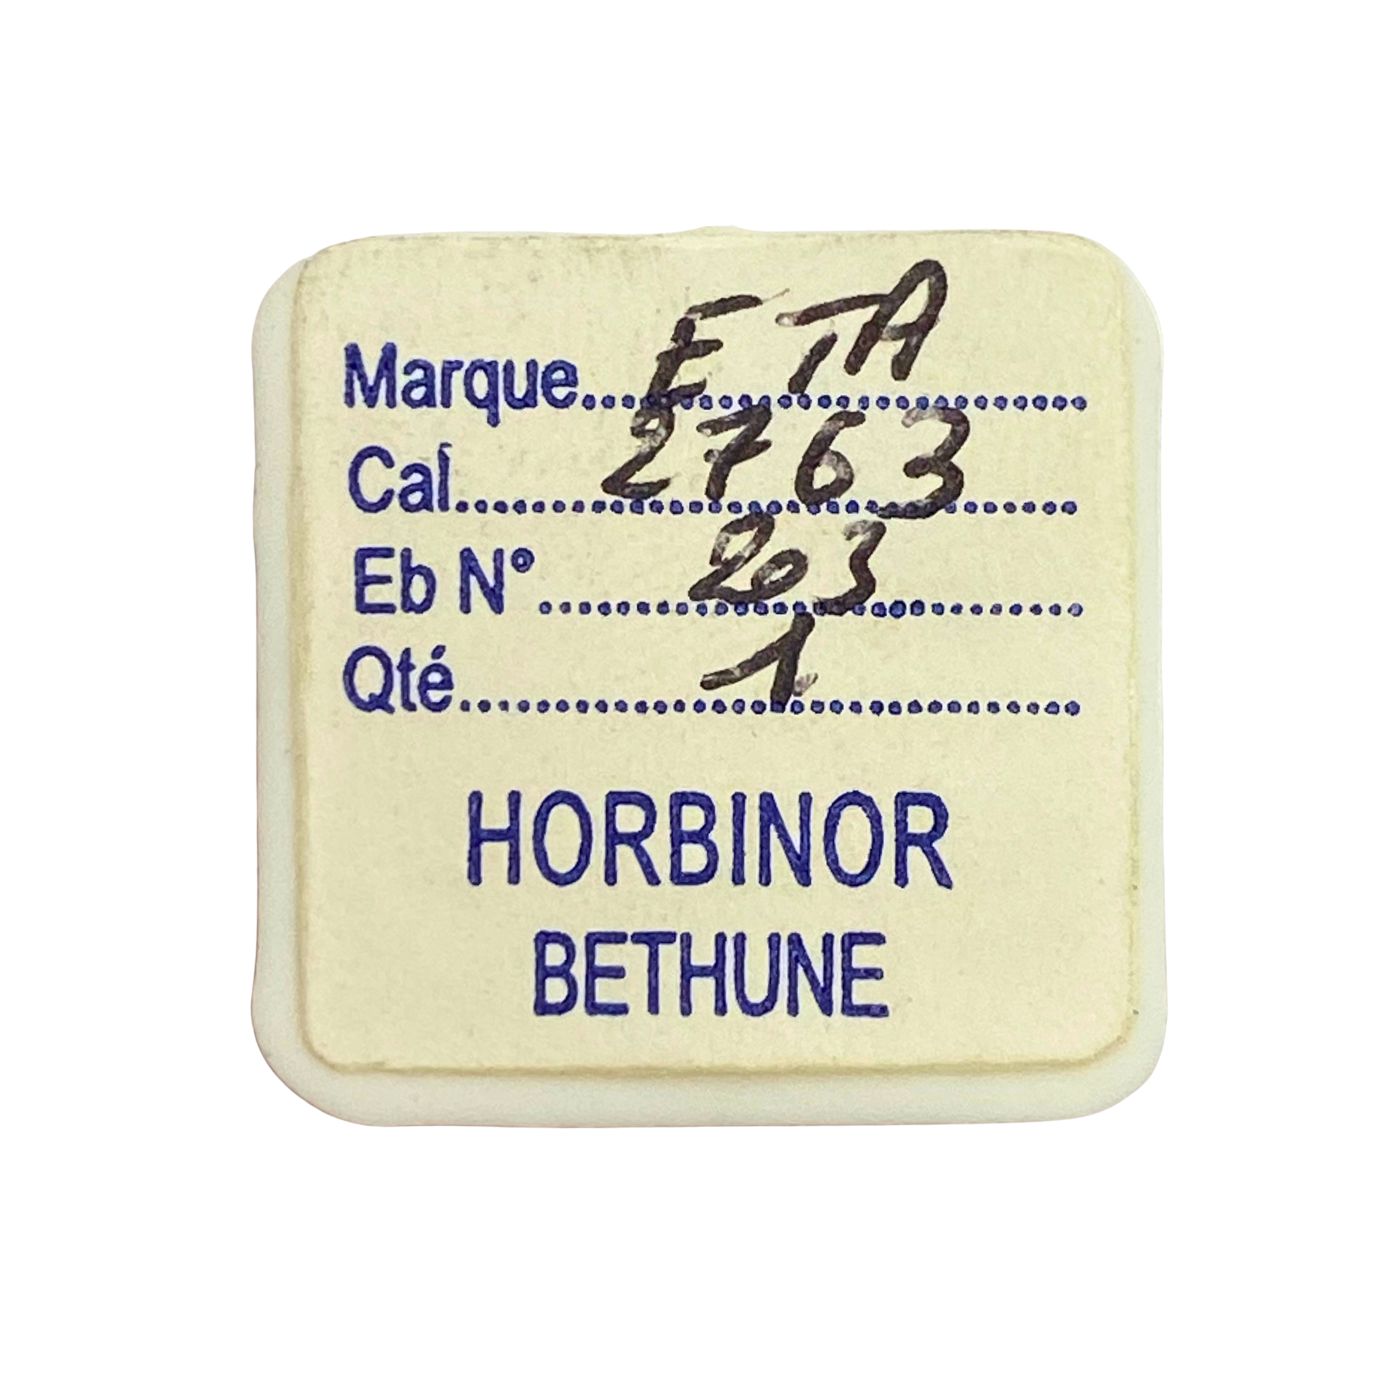 Marque.......ETA.......
Cal.......2763.......
Eb N°.......203.......
Qté.......1.......
HORBINOR
BETHUNE